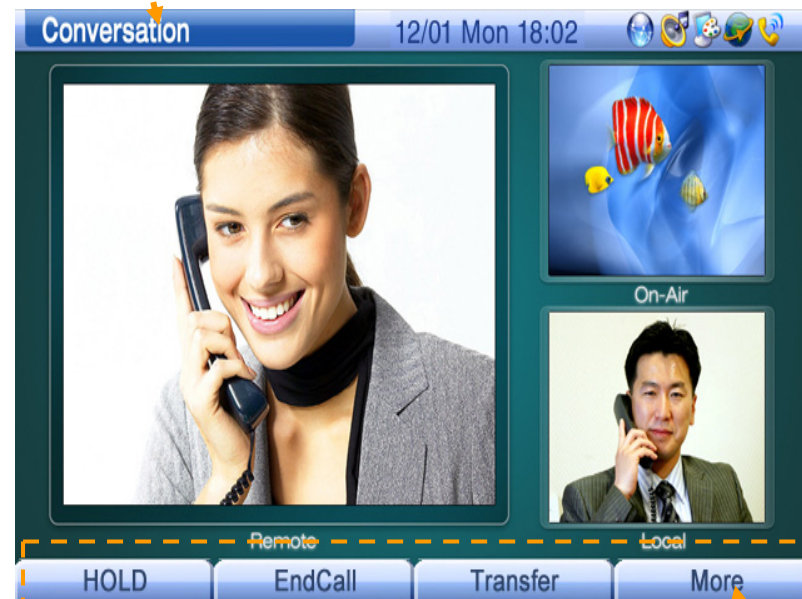 Conversation
12/01 Mon 18:02
On-Air
Remote
Local
HOLD
EndCall
Transfer
More